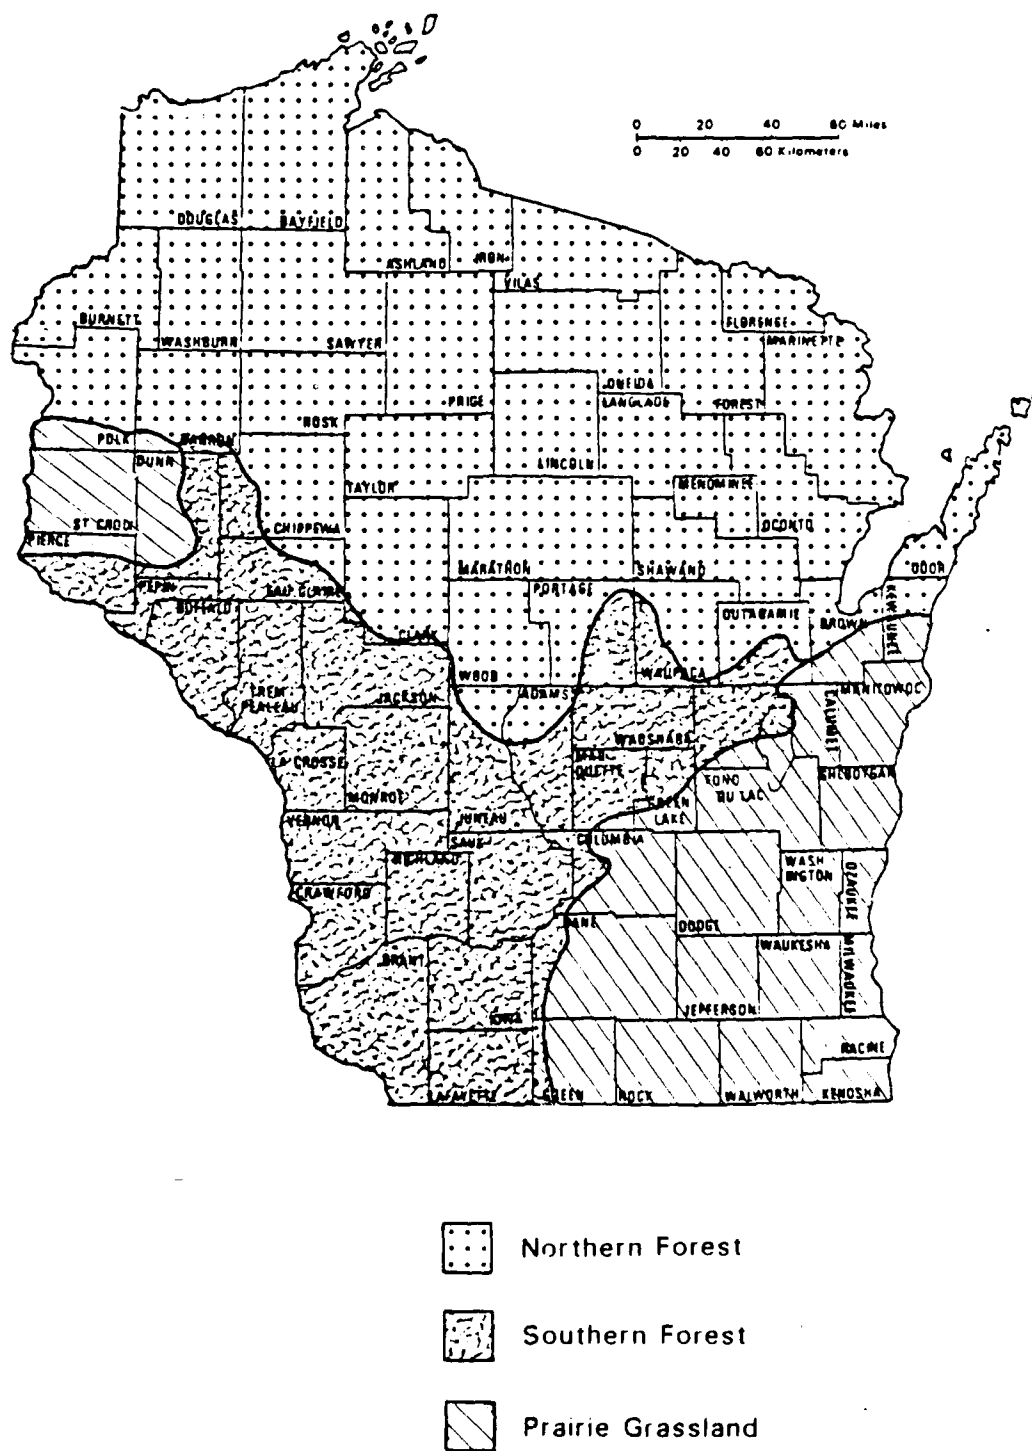 0 20 40 60 Miles
0 20 40 60 Kilometers
DOUGLAS
BAYFIELD
ASHLAND
IRON
VILAS
BURNETT
WASHBURN
SAWYER
FLORENCE
MARINETTE
PRICE
ONEIDA
LANGLADE
FOREST
POLK
BARRON
RUSK
DUNN
LINCOLN
TAYLOR
MENOMINEE
ST CROIX
CHIPPEWA
OCONTO
PIERCE
MARATHON
SHAWANO
DOOR
PEPIN
EAU CLAIRE
PORTAGE
BUFFALO
OUTAGAMIE
BROWN
KEWAUNEE
CLARK
WOOD
WAUPACA
TREMPEALEAU
JACKSON
ADAMS
MANITOWOC
CALUMET
WAUSHARA
LA CROSSE
MAR
QUETTE
FOND
DU LAC
SHEBOYGAN
MONROE
GREEN
LAKE
VERNON
JUNEAU
SAUK
COLUMBIA
RICHLAND
WASH
INGTON
OZAUKEE
CRAWFORD
DANE
DODGE
GRANT
WAUKESHA
MILWAUKEE
IOWA
JEFFERSON
RACINE
LAFAYETTE
GREEN
ROCK
WALWORTH
KENOSHA
Northern Forest
Southern Forest
Prairie Grassland